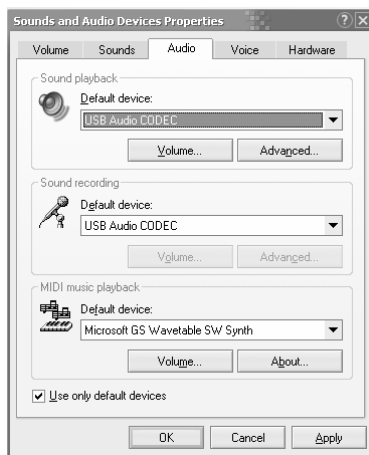 Sounds and Audio Devices Properties
Volume Sounds Audio Voice Hardware
Sound playback
Default device:
USB Audio CODEC
Volume... Advanced...
Sound recording
Default device:
USB Audio CODEC
Volume... Advanced...
MIDI music playback
Default device:
Microsoft GS Wavetable SW Synth
Volume... About...
Use only default devices
OK Cancel Apply